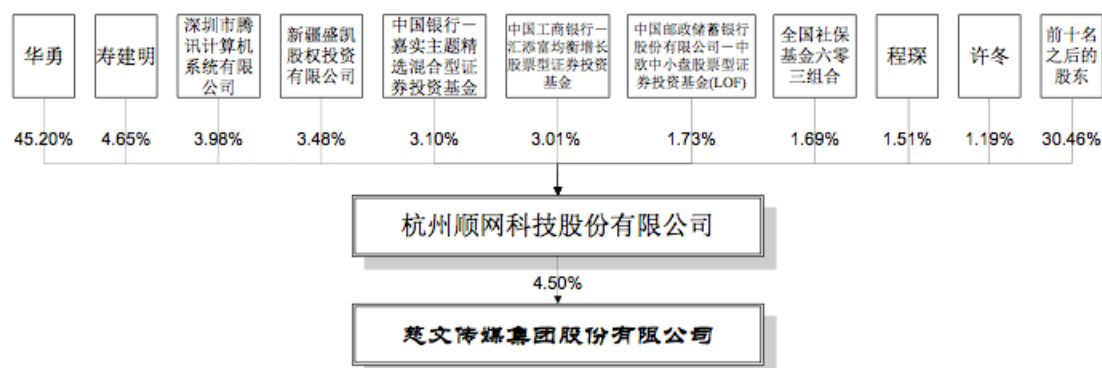 华勇
寿建明
深圳市腾
讯计算机
系统有限
公司
新疆盛凯
股权投资
有限公司
中国银行－
嘉实主题精
选混合型证
券投资基金
中国工商银行－
汇添富均衡增长
股票型证券投资
基金
中国邮政储蓄银行
股份有限公司－中
欧中小盘股票型证
券投资基金(LOF)
全国社保
基金六零
三组合
程琛
许冬
前十名
之后的
股东
45.20%
4.65%
3.98%
3.48%
3.10%
3.01%
1.73%
1.69%
1.51%
1.19%
30.46%
杭州顺网科技股份有限公司
4.50%
慈文传媒集团股份有限公司